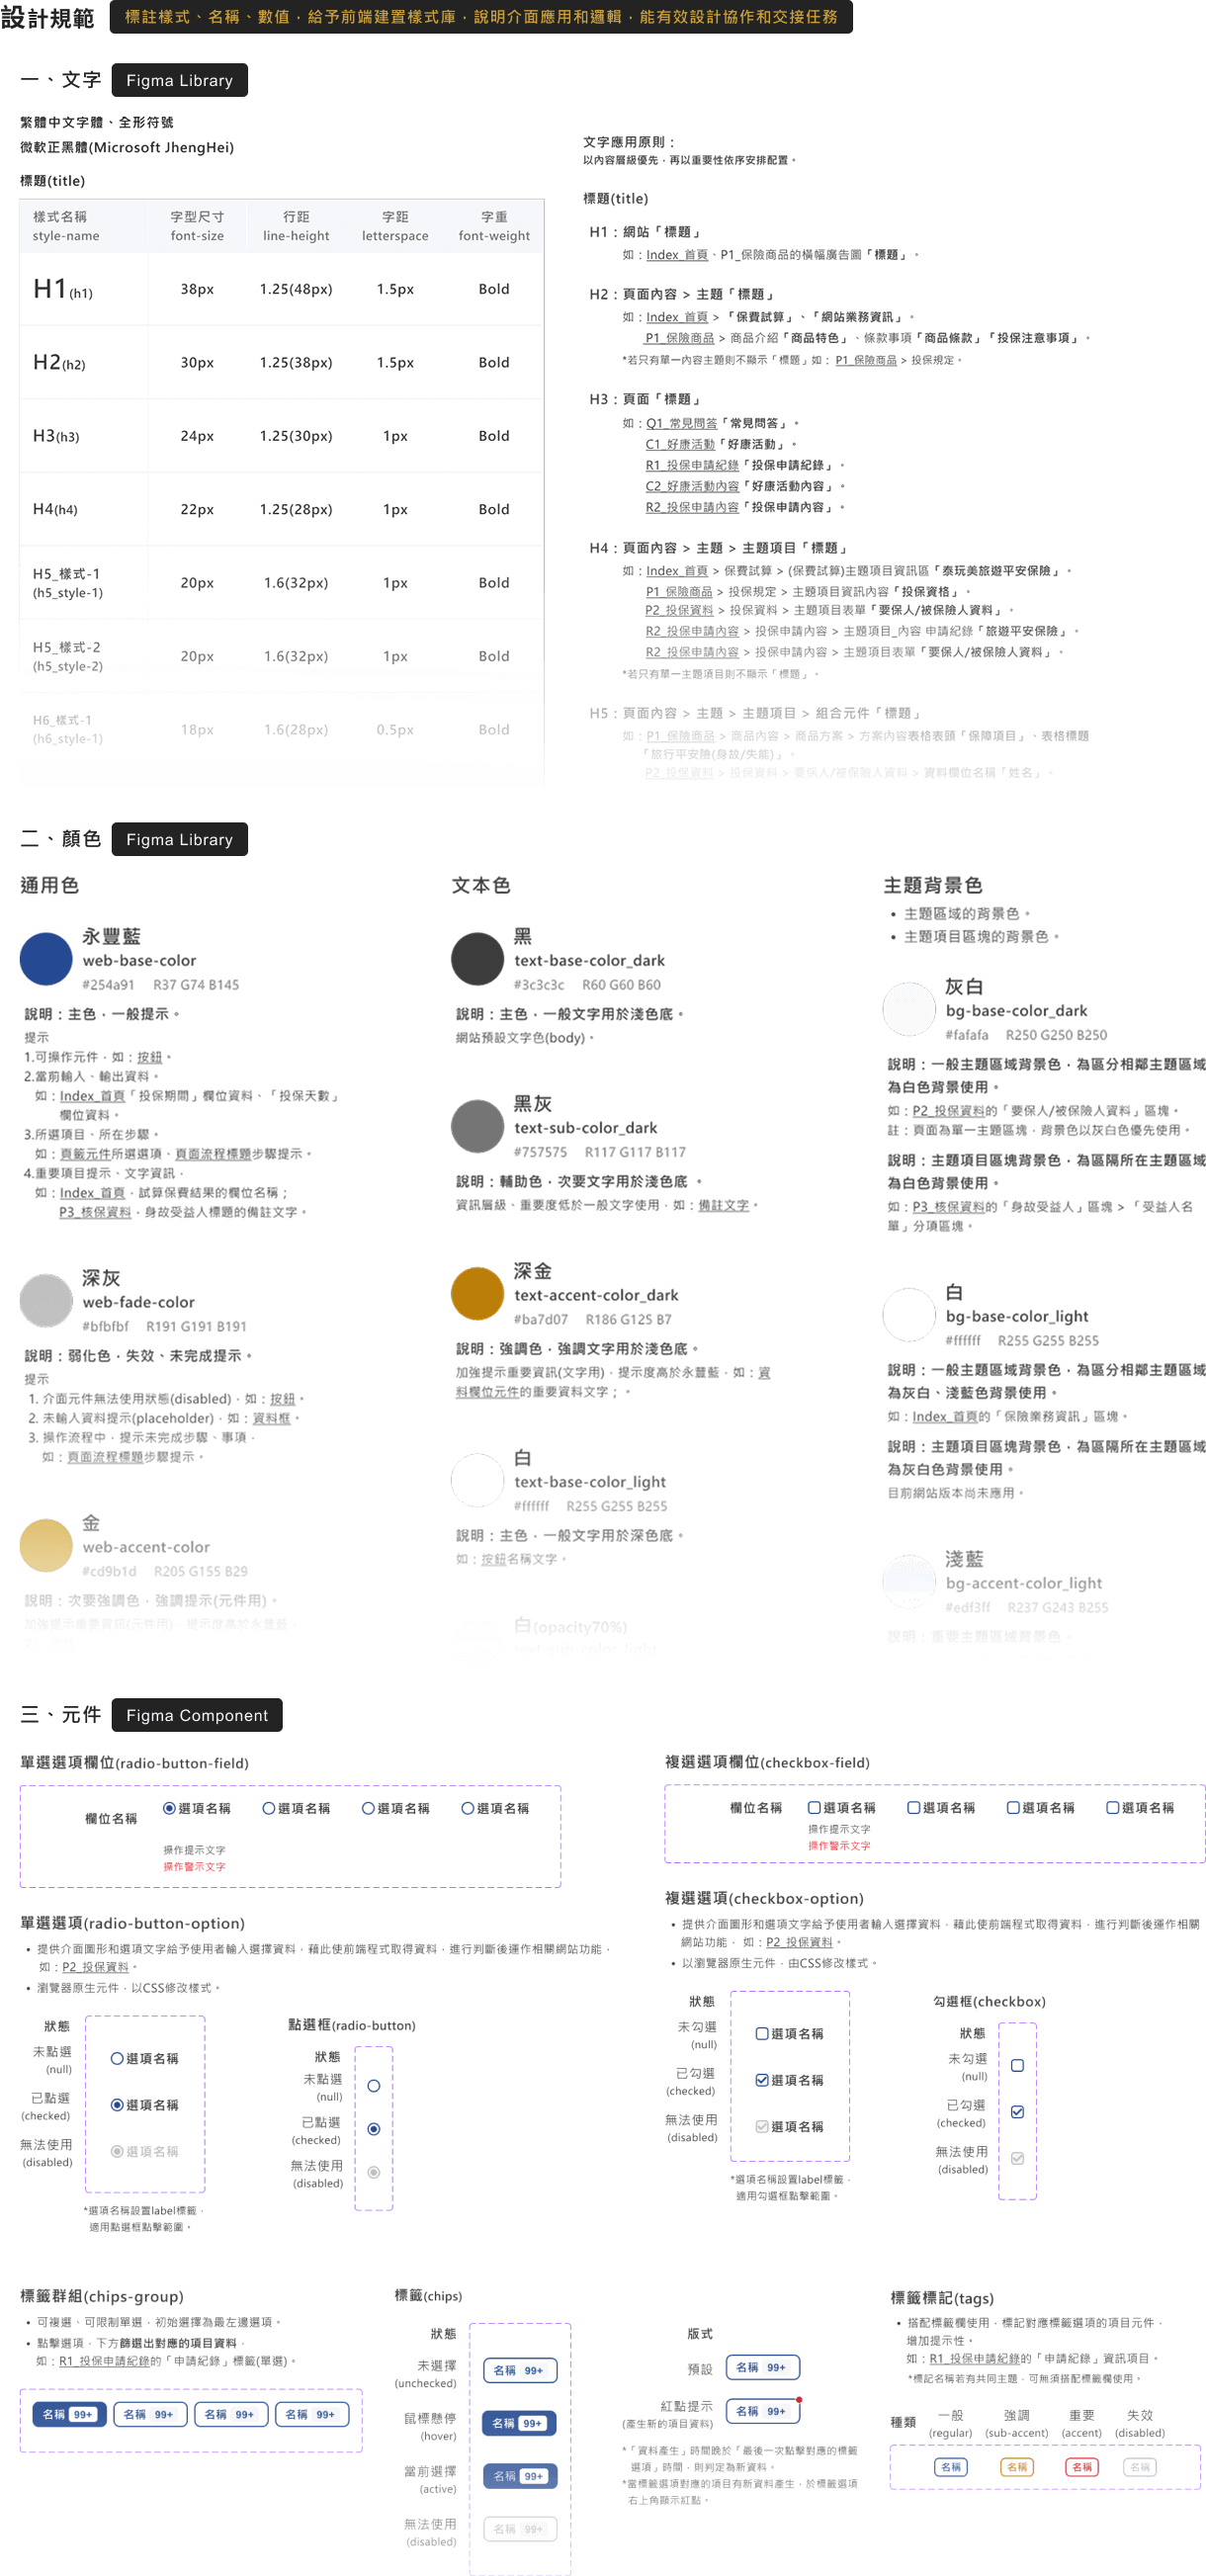 設計規範
標註樣式、名稱、數值，給予前端建置樣式庫，說明介面應用和邏輯，能有效設計協作和交接任務
一、文字
Figma Library
繁體中文字體、全形符號
微軟正黑體(Microsoft JhengHei)
標題(title)
樣式名稱 字型尺寸 行距 字距 字重
style-name font-size line-height letterspace font-weight
H1(h1) 38px 1.25(48px) 1.5px Bold
H2(h2) 30px 1.25(38px) 1.5px Bold
H3(h3) 24px 1.25(30px) 1px Bold
H4(h4) 22px 1.25(28px) 1px Bold
H5_樣式-1
(h5_style-1) 20px 1.6(32px) 1px Bold
H5_樣式-2
(h5_style-2) 20px 1.6(32px) 1px Bold
H6_樣式-1
(h6_style-1) 18px 1.6(28px) 0.5px Bold
文字應用原則：
以內容層級優先，再以重要性依序安排配置。
標題(title)
H1：網站「標題」
如：Index_首頁、P1_保險商品的橫幅廣告圖「標題」。
H2：頁面內容 > 主題「標題」
如：Index_首頁 > 「保費試算」、「網站業務資訊」。
P1_保險商品 > 商品介紹「商品特色」、條款事項「商品條款」「投保注意事項」。
*若只有單一內容主題則不顯示「標題」如： P1_保險商品 > 投保規定。
H3：頁面「標題」
如：Q1_常見問答「常見問答」。
C1_好康活動「好康活動」。
R1_投保申請紀錄「投保申請紀錄」。
C2_好康活動內容「好康活動內容」。
R2_投保申請內容「投保申請內容」。
H4：頁面內容 > 主題 > 主題項目「標題」
如：Index_首頁 > 保費試算 > (保費試算)主題項目資訊區「泰玩美旅遊平安保險」。
P1_保險商品 > 投保規定 > 主題項目資訊內容「投保資格」。
P2_投保資料 > 投保資料 > 主題項目表單「要保人/被保險人資料」。
R2_投保申請內容 > 投保申請內容 > 主題項目_內容 申請紀錄「旅遊平安保險」。
R2_投保申請內容 > 投保申請內容 > 主題項目表單「要保人/被保險人資料」。
*若只有單一主題項目則不顯示「標題」。
H5：頁面內容 > 主題 > 主題項目 > 組合元件「標題」
如：P1_保險商品 > 商品內容 > 商品方案 > 方案內容表格表頭「保障項目」、表格標題
「旅行平安險(身故/失能)」。
P2_投保資料 > 投保資料 > 要保人/被保險人資料 > 資料欄位名稱「姓名」。
二、顏色
Figma Library
通用色
永豐藍
web-base-color
#254a91 R37 G74 B145
說明：主色，一般提示。
提示
1.可操作元件，如：按鈕。
2.當前輸入、輸出資料。
如：Index_首頁「投保期間」欄位資料、「投保天數」
欄位資料。
3.所選項目、所在步驟。
如：頁籤元件所選選項、頁面流程標題步驟提示。
4.重要項目提示、文字資訊，
如：Index_首頁，試算保費結果的欄位名稱；
P3_核保資料，身故受益人標題的備註文字。
深灰
web-fade-color
#bfbfbf R191 G191 B191
說明：弱化色，失效、未完成提示。
提示
1. 介面元件無法使用狀態(disabled)，如：按鈕。
2. 未輸入資料提示(placeholder)，如：資料框。
3. 操作流程中，提示未完成步驟、事項，
如：頁面流程標題步驟提示。
金
web-accent-color
#cd9b1d R205 G155 B29
說明：次要強調色，強調提示(元件用)。
加強提示重要資訊(元件用)，提示度高於永豐藍，
文本色
黑
text-base-color_dark
#3c3c3c R60 G60 B60
說明：主色，一般文字用於淺色底。
網站預設文字色(body)。
黑灰
text-sub-color_dark
#757575 R117 G117 B117
說明：輔助色，次要文字用於淺色底 。
資訊層級、重要度低於一般文字使用，如：備註文字。
深金
text-accent-color_dark
#ba7d07 R186 G125 B7
說明：強調色，強調文字用於淺色底。
加強提示重要資訊(文字用)，提示度高於永豐藍，如：資
料欄位元件的重要資料文字；。
白
text-base-color_light
#ffffff R255 G255 B255
說明：主色，一般文字用於深色底。
如：按鈕名稱文字。
白(opacity70%)
text-sub-color_light
主題背景色
• 主題區域的背景色。
• 主題項目區塊的背景色。
灰白
bg-base-color_dark
#fafafa R250 G250 B250
說明：一般主題區域背景色，為區分相鄰主題區域
為白色背景使用。
如：P2_投保資料的「要保人/被保險人資料」區塊。
註：頁面為單一主題區塊，背景色以灰白色優先使用。
說明：主題項目區塊背景色，為區隔所在主題區域
為白色背景使用。
如：P3_核保資料的「身故受益人」區塊 > 「受益人名
單」分項區塊。
白
bg-base-color_light
#ffffff R255 G255 B255
說明：一般主題區域背景色，為區分相鄰主題區域
為灰白、淺藍色背景使用。
如：Index_首頁的「保險業務資訊」區塊。
說明：主題項目區塊背景色，為區隔所在主題區域
為灰白色背景使用。
目前網站版本尚未應用。
淺藍
bg-accent-color_light
#edf3ff R237 G243 B255
說明：重要主題區域背景色。
三、元件
Figma Component
單選選項欄位(radio-button-field)
欄位名稱 選項名稱 選項名稱 選項名稱 選項名稱
操作提示文字
操作警示文字
單選選項(radio-button-option)
• 提供介面圖形和選項文字給予使用者輸入選擇資料，藉此使前端程式取得資料，進行判斷後運作相關網站功能，
如：P2_投保資料。
• 瀏覽器原生元件，以CSS修改樣式。
狀態
未點選
(null)
選項名稱
已點選
(checked)
選項名稱
無法使用
(disabled)
選項名稱
*選項名稱設置label標籤，
適用點選框點擊範圍。
點選框(radio-button)
狀態
未點選
(null)
已點選
(checked)
無法使用
(disabled)
複選選項欄位(checkbox-field)
欄位名稱 選項名稱 選項名稱 選項名稱 選項名稱
操作提示文字
操作警示文字
複選選項(checkbox-option)
• 提供介面圖形和選項文字給予使用者輸入選擇資料，藉此使前端程式取得資料，進行判斷後運作相關
網站功能， 如：P2_投保資料。
• 以瀏覽器原生元件，由CSS修改樣式。
狀態
未勾選
(null)
選項名稱
已勾選
(checked)
選項名稱
無法使用
(disabled)
選項名稱
*選項名稱設置label標籤，
適用勾選框點擊範圍。
勾選框(checkbox)
狀態
未勾選
(null)
已勾選
(checked)
無法使用
(disabled)
標籤群組(chips-group)
• 可複選、可限制單選，初始選擇為最左邊選項。
• 點擊選項，下方篩選出對應的項目資料，
如：R1_投保申請紀錄的「申請紀錄」標籤(單選)。
名稱 99+ 名稱 99+ 名稱 99+ 名稱 99+
標籤(chips)
狀態
未選擇
(unchecked)
名稱 99+
鼠標懸停
(hover)
名稱 99+
當前選擇
(active)
名稱 99+
無法使用
(disabled)
名稱 99+
版式
預設
名稱 99+
紅點提示
(產生新的項目資料)
名稱 99+
*「資料產生」時間晚於「最後一次點擊對應的標籤
選項」時間，則判定為新資料。
*當標籤選項對應的項目有新資料產生，於標籤選項
右上角顯示紅點。
標籤標記(tags)
• 搭配標籤欄使用，標記對應標籤選項的項目元件，
增加提示性。
如：R1_投保申請紀錄的「申請紀錄」資訊項目。
*標記名稱若有共同主題，可無須搭配標籤欄使用。
種類 一般 強調 重要 失效
(regular) (sub-accent) (accent) (disabled)
名稱 名稱 名稱 名稱